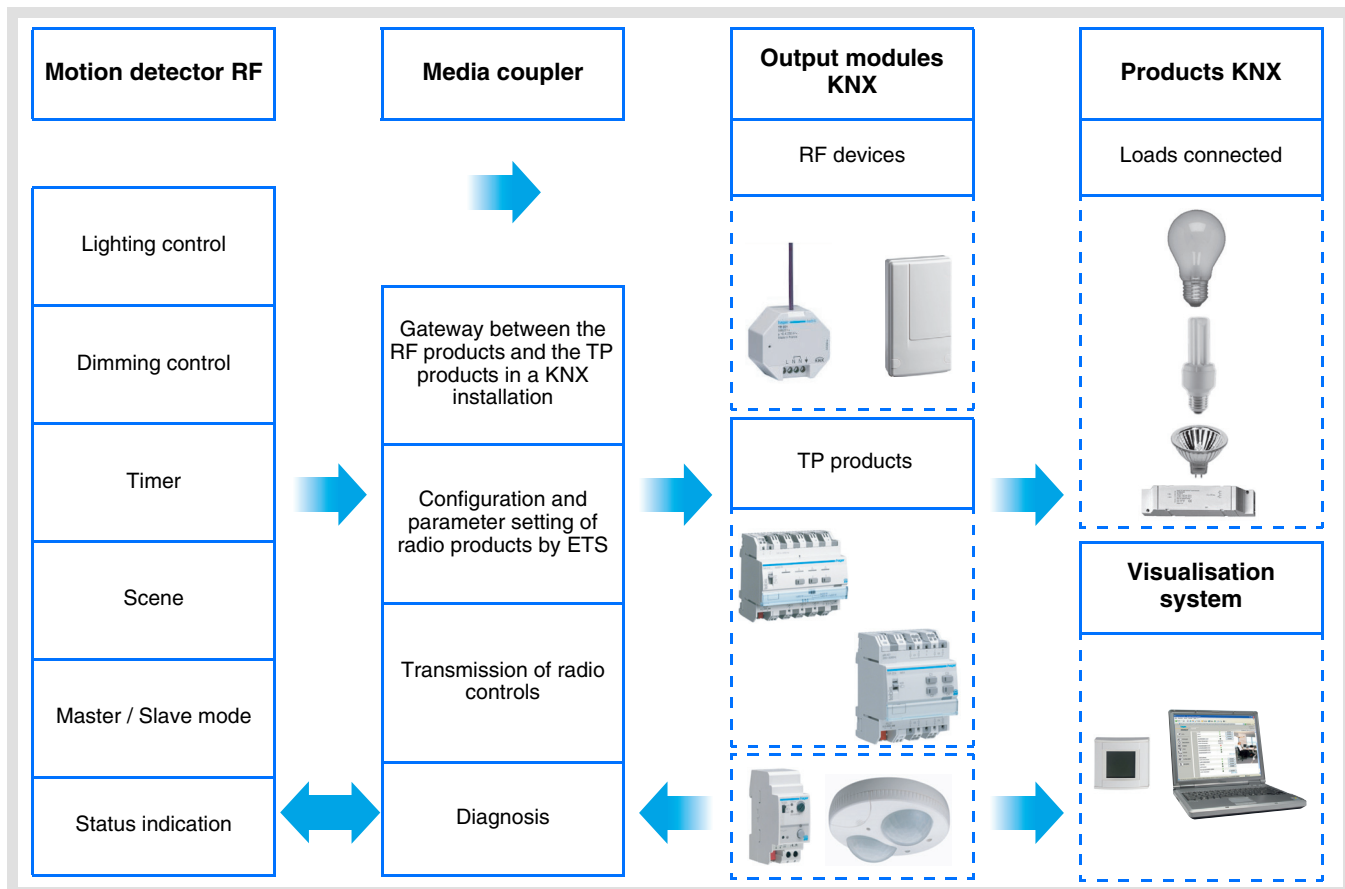 Motion detector RF
Lighting control
Dimming control
Timer
Scene
Master / Slave mode
Status indication
Media coupler
Gateway between the
RF products and the TP
products in a KNX
installation
Configuration and
parameter setting of
radio products by ETS
Transmission of radio
controls
Diagnosis
Output modules
KNX
RF devices
TP products
Products KNX
Loads connected
Visualisation
system